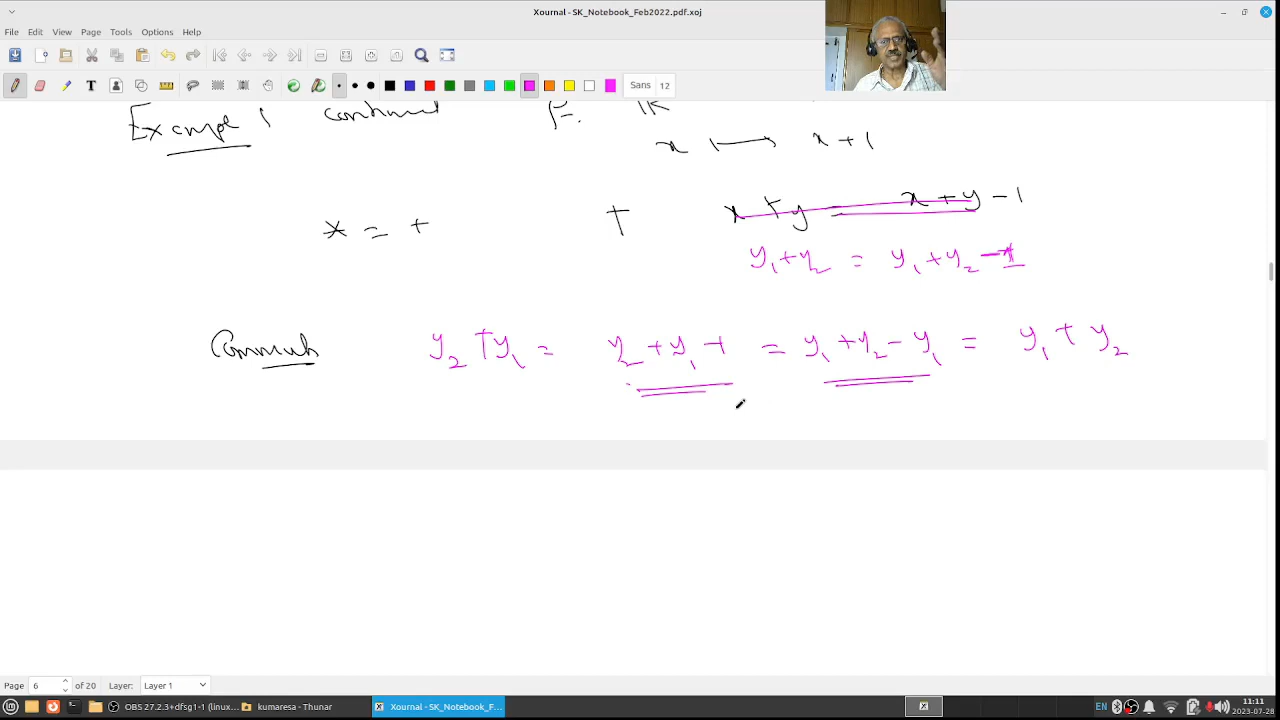 Xournal - SK_Notebook_Feb2022.pdf.xoj
File Edit View Page Tools Options Help
Sans 12
Example 1 continued f: IR
x ⟼ x + 1
* = + † x † y = x + y - 1
y₁ + y₂ = y₁ + y₂ - 1
y₂ † y₁ = y₂ + y₁ - 1 = y₁ + y₂ - y₁ = y₁ † y₂
Page 6 of 20 Layer: Layer 1
OBS 27.2.3+dfsg1-1 (linux... kumaresa - Thunar Xournal - SK_Notebook_F... EN 11:11
2023-07-28